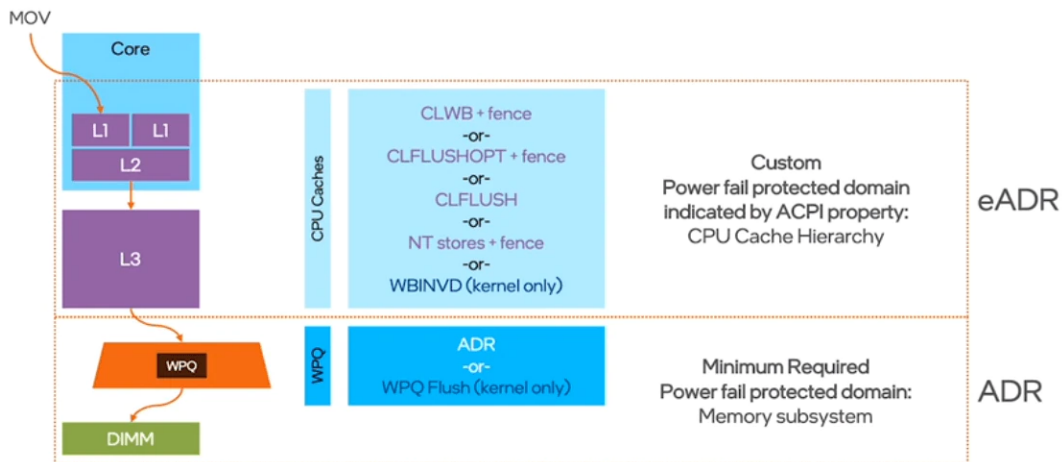 MOV
Core
L1
L1
L2
L3
WPQ
DIMM
CPU Caches
CLWB + fence
-or-
CLFLUSHOPT + fence
-or-
CLFLUSH
-or-
NT stores + fence
-or-
WBINVD (kernel only)
Custom
Power fail protected domain
indicated by ACPI property:
CPU Cache Hierarchy
eADR
WPQ
ADR
-or-
WPQ Flush (kernel only)
Minimum Required
Power fail protected domain:
Memory subsystem
ADR